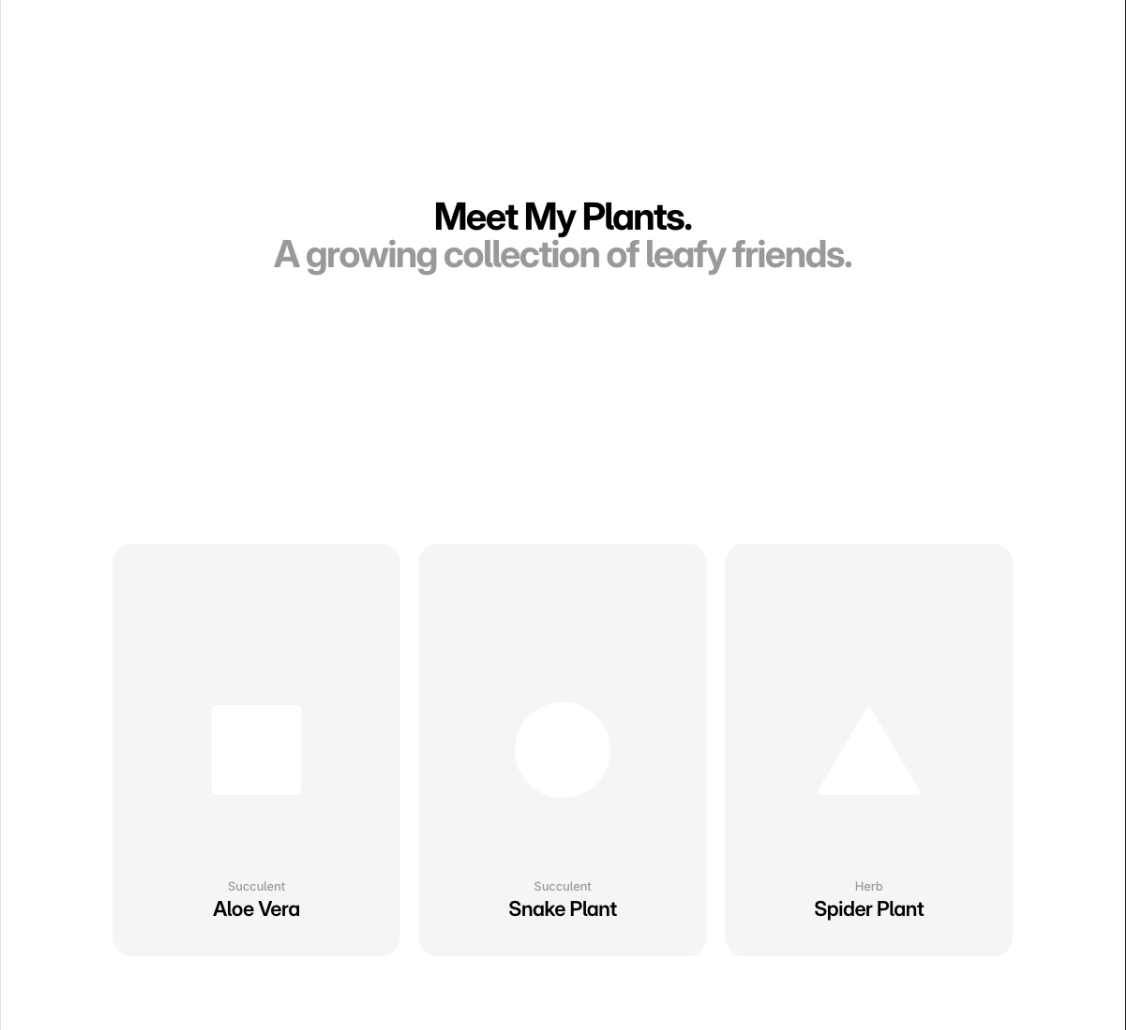 Meet My Plants.
A growing collection of leafy friends.
Succulent
Aloe Vera
Succulent
Snake Plant
Herb
Spider Plant